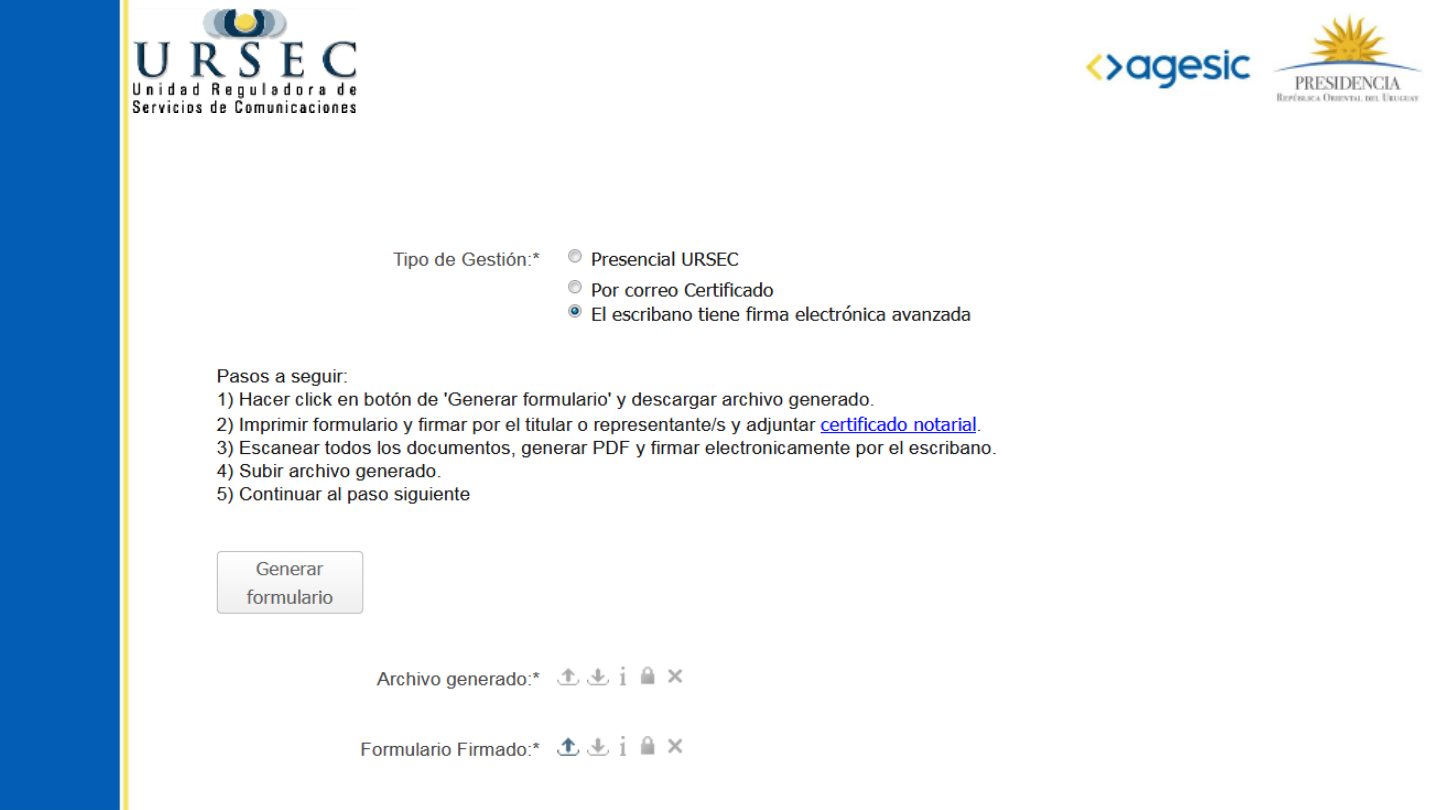 URSEC
Unidad Reguladora de
Servicios de Comunicaciones
<>agesic
PRESIDENCIA
REPÚBLICA ORIENTAL DEL URUGUAY
Tipo de Gestión:*
Presencial URSEC
Por correo Certificado
El escribano tiene firma electrónica avanzada
Pasos a seguir:
1) Hacer click en botón de 'Generar formulario' y descargar archivo generado.
2) Imprimir formulario y firmar por el titular o representante/s y adjuntar certificado notarial.
3) Escanear todos los documentos, generar PDF y firmar electronicamente por el escribano.
4) Subir archivo generado.
5) Continuar al paso siguiente
Generar
formulario
Archivo generado:*
Formulario Firmado:*